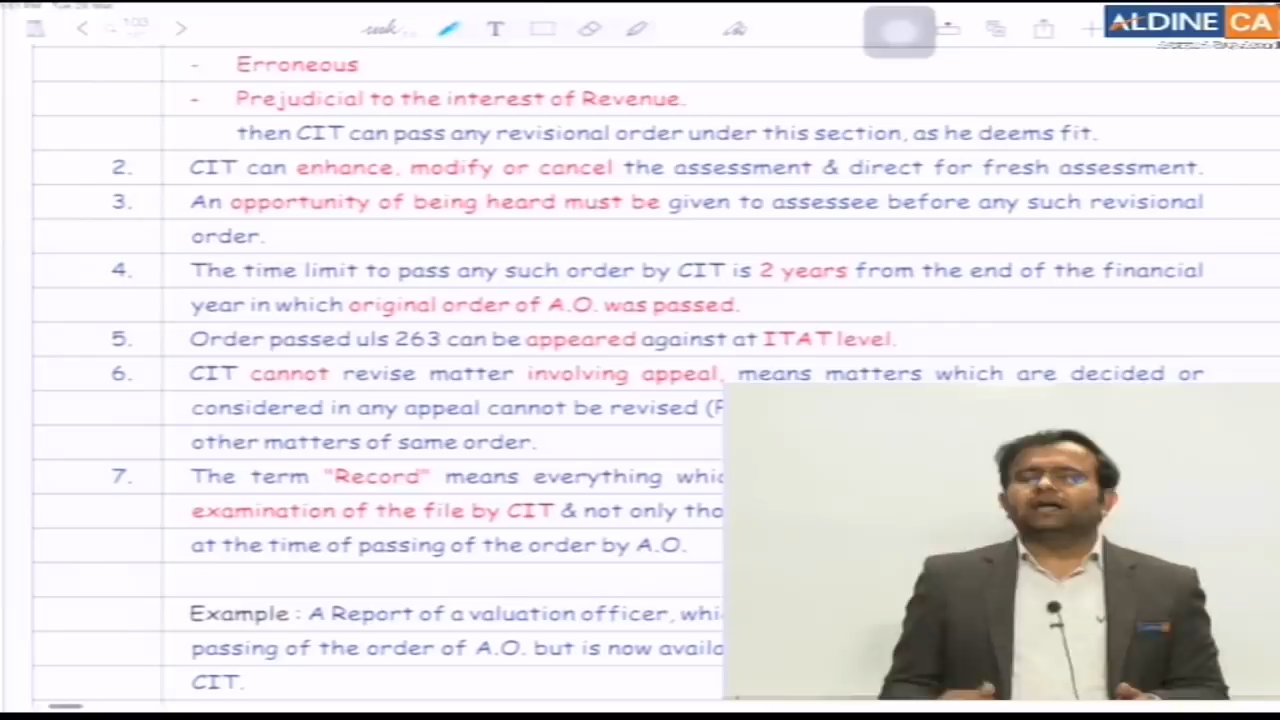 103
ALDINE CA
- Erroneous
- Prejudicial to the interest of Revenue.
then CIT can pass any revisional order under this section, as he deems fit.
2. CIT can enhance, modify or cancel the assessment & direct for fresh assessment.
3. An opportunity of being heard must be given to assessee before any such revisional
order.
4. The time limit to pass any such order by CIT is 2 years from the end of the financial
year in which original order of A.O. was passed.
5. Order passed uls 263 can be appeared against at ITAT level.
6. CIT cannot revise matter involving appeal, means matters which are decided or
considered in any appeal cannot be revised (
other matters of same order.
7. The term "Record" means everything
examination of the file by CIT & not only
at the time of passing of the order by A.O.
Example : A Report of a valuation officer,
passing of the order of A.O. but is now
CIT.